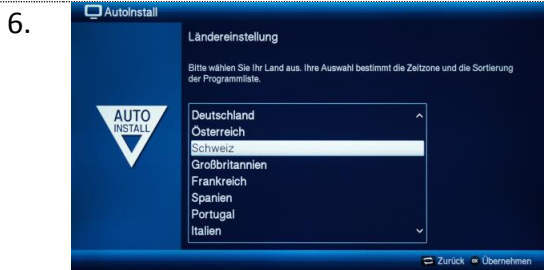 6.
AutoInstall
Ländereinstellung
Bitte wählen Sie Ihr Land aus. Ihre Auswahl bestimmt die Zeitzone und die Sortierung
der Programmliste.
AUTO
INSTALL
Deutschland
Österreich
Schweiz
Großbritannien
Frankreich
Spanien
Portugal
Italien
Zurück OK Übernehmen